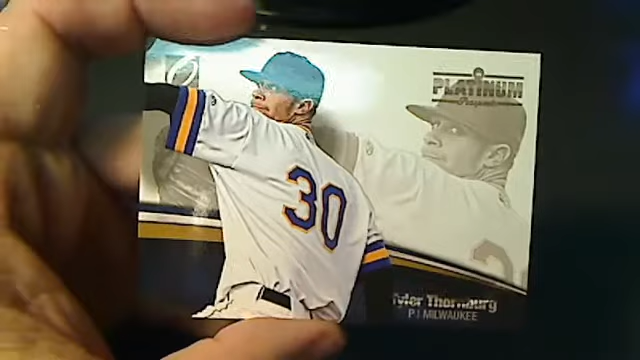 PLATINUM
Prospects
30
Tyler Thornburg
P | MILWAUKEE